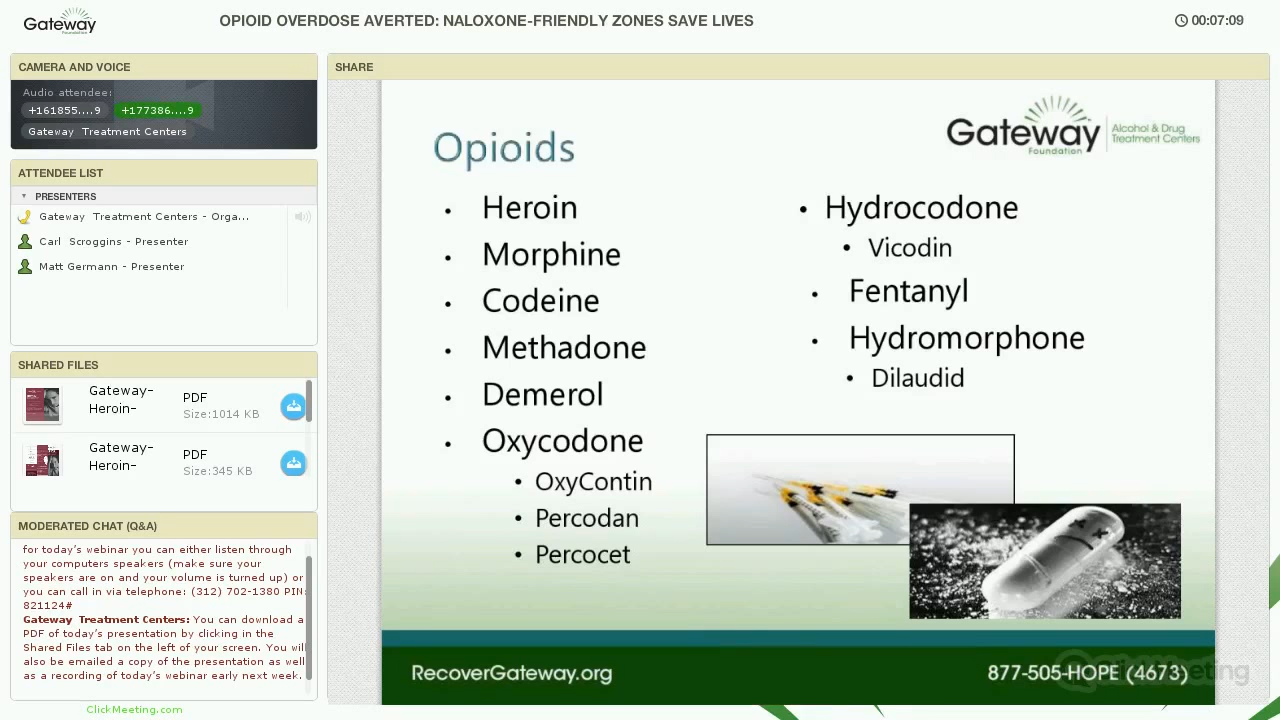 Gateway
Foundation
OPIOID OVERDOSE AVERTED: NALOXONE-FRIENDLY ZONES SAVE LIVES
00:07:09
CAMERA AND VOICE
Audio attendees:
+161855....9
+177386....9
Gateway Treatment Centers
ATTENDEE LIST
PRESENTERS
Gateway Treatment Centers - Orga...
Carl Scroggins - Presenter
Matt Germann - Presenter
SHARED FILES
Gateway-
Heroin-
PDF
Size:1014 KB
Gateway-
Heroin-
PDF
Size:345 KB
MODERATED CHAT (Q&A)
for today's webinar you can either listen through
your computers speakers (make sure your
speakers are on and your volume is turned up) or
you can call in via telephone: (312) 702-1380 PIN:
821124#
Gateway Treatment Centers: You can download a
PDF of today's presentation by clicking in the
Shared Files tab on the left of your screen. You will
also be emailed a copy of the presentation as well
as a recording of today's webinar early next week.
ClickMeeting.com
SHARE
Gateway
Foundation
Alcohol & Drug
Treatment Centers
Opioids
• Heroin
• Morphine
• Codeine
• Methadone
• Demerol
• Oxycodone
• OxyContin
• Percodan
• Percocet
• Hydrocodone
• Vicodin
• Fentanyl
• Hydromorphone
• Dilaudid
RecoverGateway.org
877-505-HOPE (4673)